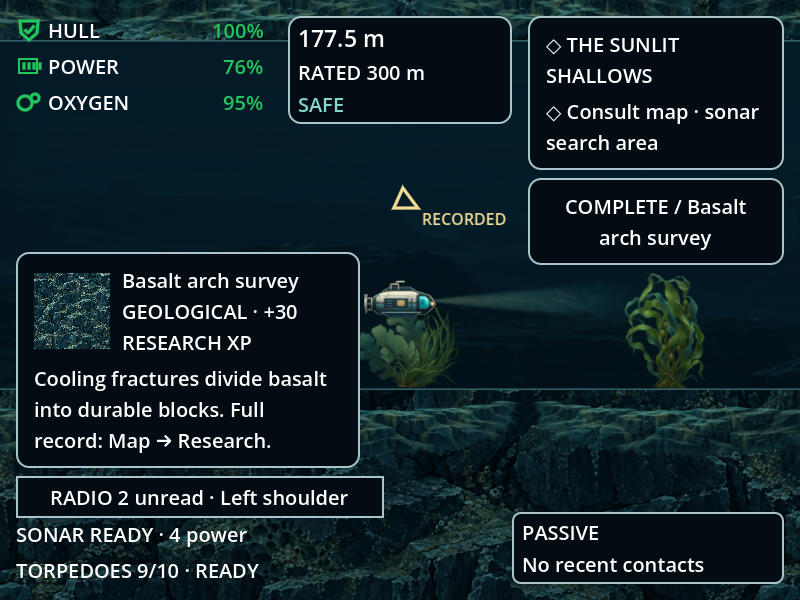 HULL 100%
POWER 76%
OXYGEN 95%
177.5 m
RATED 300 m
SAFE
◇ THE SUNLIT
SHALLOWS
◇ Consult map · sonar
search area
COMPLETE / Basalt
arch survey
RECORDED
Basalt arch survey
GEOLOGICAL · +30
RESEARCH XP
Cooling fractures divide basalt
into durable blocks. Full
record: Map → Research.
RADIO 2 unread · Left shoulder
SONAR READY · 4 power
TORPEDOES 9/10 · READY
PASSIVE
No recent contacts